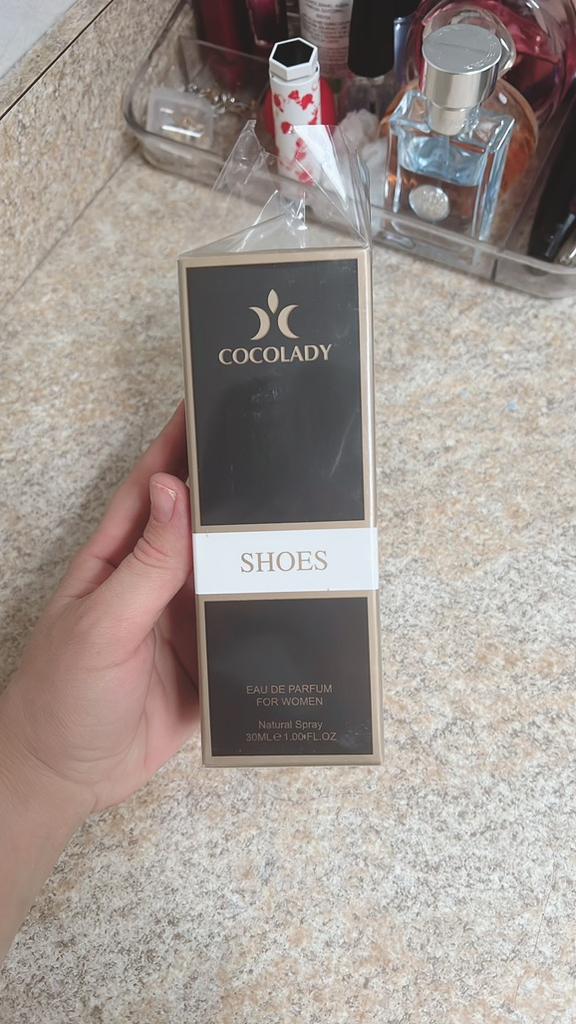 COCOLADY
SHOES
EAU DE PARFUM
FOR WOMEN
Natural Spray
30ML ℮ 1.00 FL.OZ